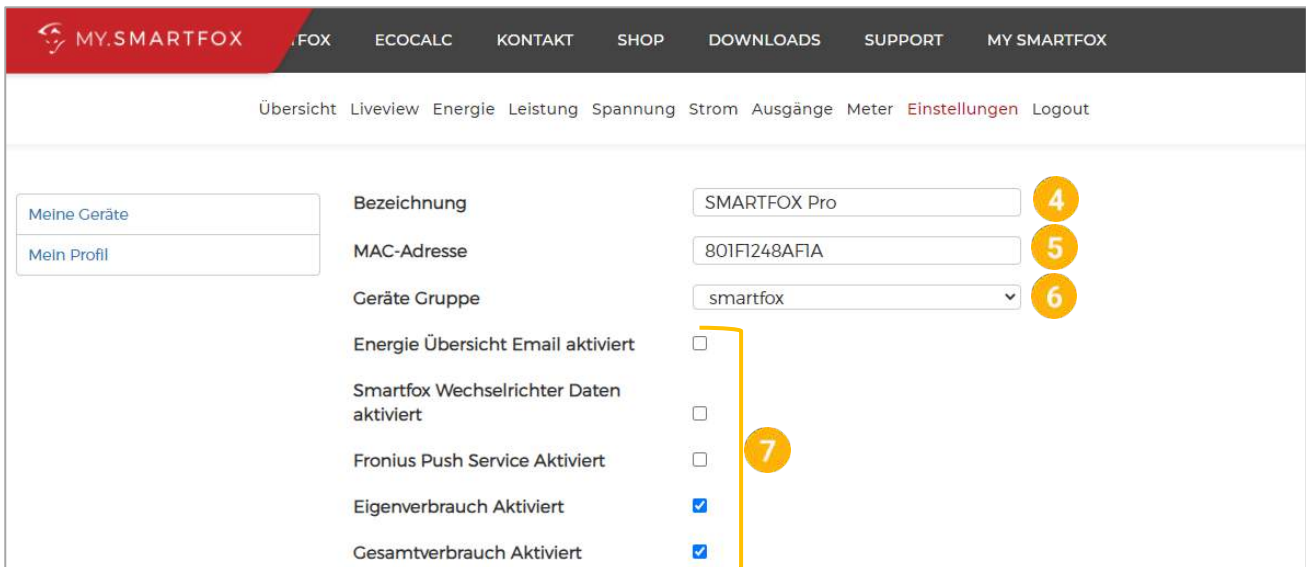 MY.SMARTFOX TFOX ECOCALC KONTAKT SHOP DOWNLOADS SUPPORT MY SMARTFOX
Übersicht Liveview Energie Leistung Spannung Strom Ausgänge Meter Einstellungen Logout
Meine Geräte
Mein Profil
Bezeichnung SMARTFOX Pro 4
MAC-Adresse 801F1248AF1A 5
Geräte Gruppe smartfox 6
Energie Übersicht Email aktiviert
Smartfox Wechselrichter Daten
aktiviert
Fronius Push Service Aktiviert 7
Eigenverbrauch Aktiviert
Gesamtverbrauch Aktiviert